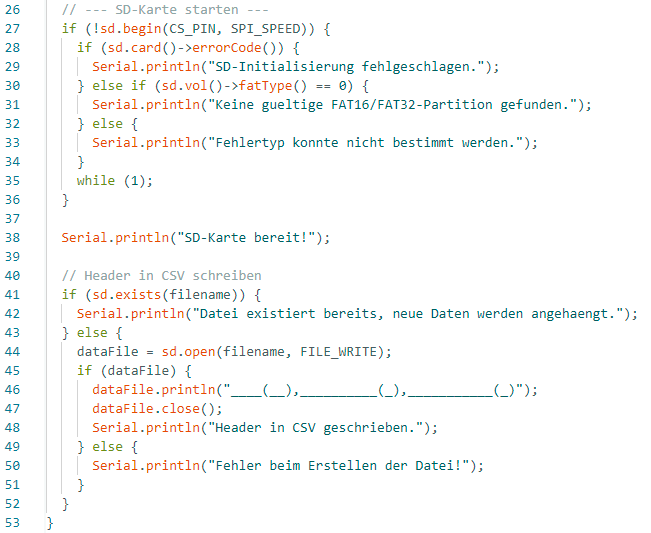 26 // --- SD-Karte starten ---
27 if (!sd.begin(CS_PIN, SPI_SPEED)) {
28 if (sd.card()->errorCode()) {
29 Serial.println("SD-Initialisierung fehlgeschlagen.");
30 } else if (sd.vol()->fatType() == 0) {
31 Serial.println("Keine gueltige FAT16/FAT32-Partition gefunden.");
32 } else {
33 Serial.println("Fehlertyp konnte nicht bestimmt werden.");
34 }
35 while (1);
36 }
37
38 Serial.println("SD-Karte bereit!");
39
40 // Header in CSV schreiben
41 if (sd.exists(filename)) {
42 Serial.println("Datei existiert bereits, neue Daten werden angehaengt.");
43 } else {
44 dataFile = sd.open(filename, FILE_WRITE);
45 if (dataFile) {
46 dataFile.println("____(__),__________(_),___________(_)");
47 dataFile.close();
48 Serial.println("Header in CSV geschrieben.");
49 } else {
50 Serial.println("Fehler beim Erstellen der Datei!");
51 }
52 }
53 }